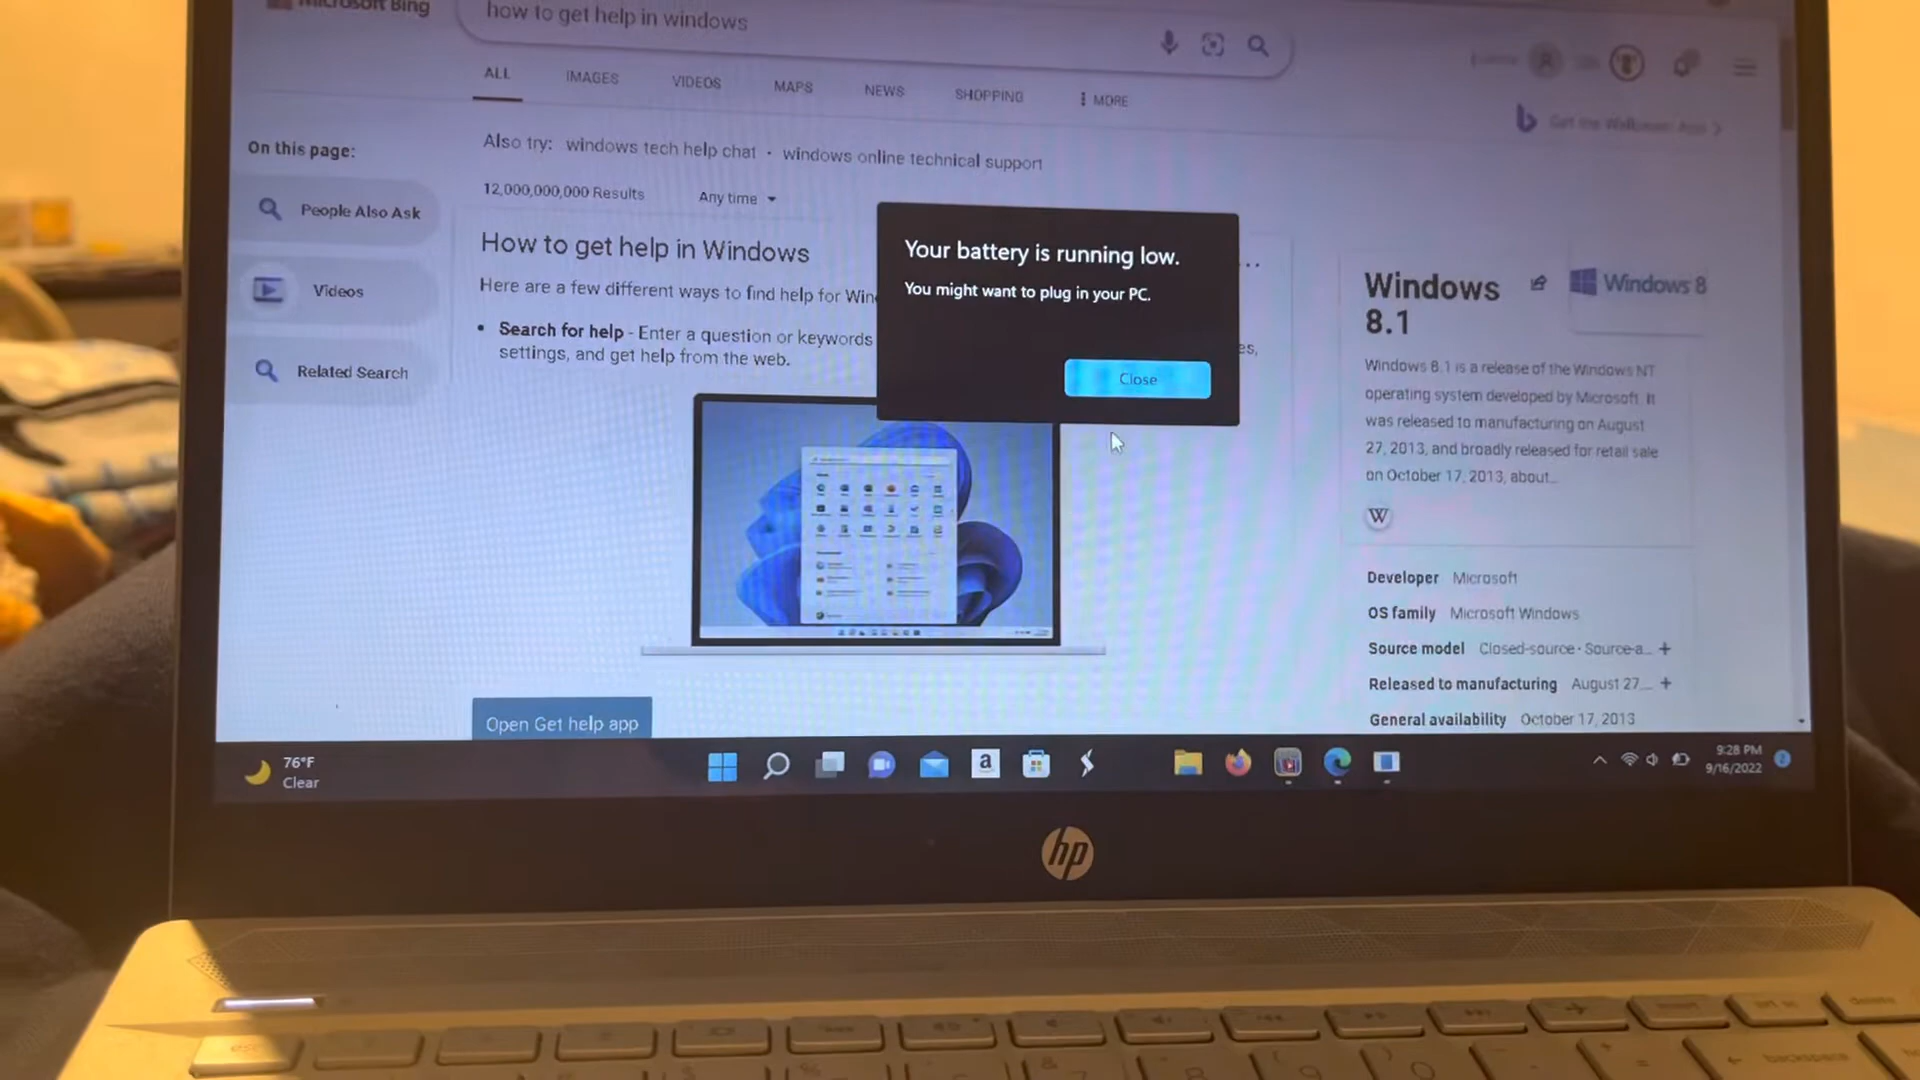 Microsoft Bing
how to get help in windows
ALL IMAGES VIDEOS MAPS NEWS SHOPPING MORE
Also try: windows tech help chat · windows online technical support
On this page:
12,000,000,000 Results Any time
People Also Ask
Videos
Related Search
How to get help in Windows
Here are a few different ways to find help for
• Search for help - Enter a question or keywords
settings, and get help from the web.
Open Get help app
Your battery is running low.
You might want to plug in your PC.
Close
Windows
8.1
Windows 8
Windows 8.1 is a release of the Windows NT
operating system developed by Microsoft. It
was released to manufacturing on August
27, 2013, and broadly released for retail sale
on October 17, 2013, about...
W
Developer Microsoft
OS family Microsoft Windows
Source model Closed-source · Source-a... +
Released to manufacturing August 27... +
General availability October 17, 2013
76°F
Clear
a
9:28 PM
9/16/2022
hp
esc
delete
backspace